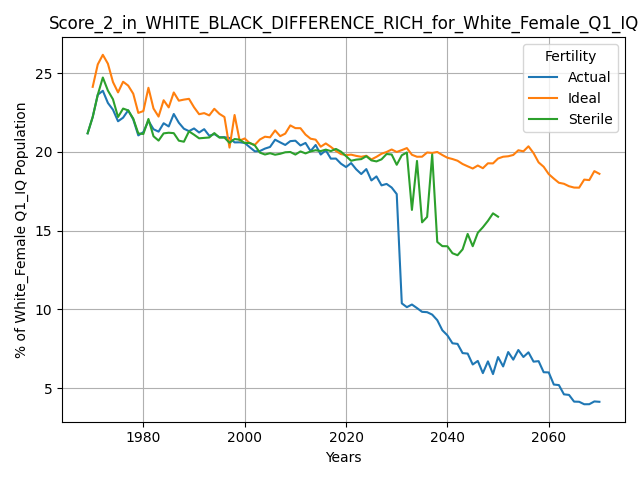 Score_2_in_WHITE_BLACK_DIFFERENCE_RICH_for_White_Female_Q1_IQ
% of White_Female Q1_IQ Population
25
20
15
10
5
Fertility
Actual
Ideal
Sterile
1980
2000
2020
2040
2060
Years